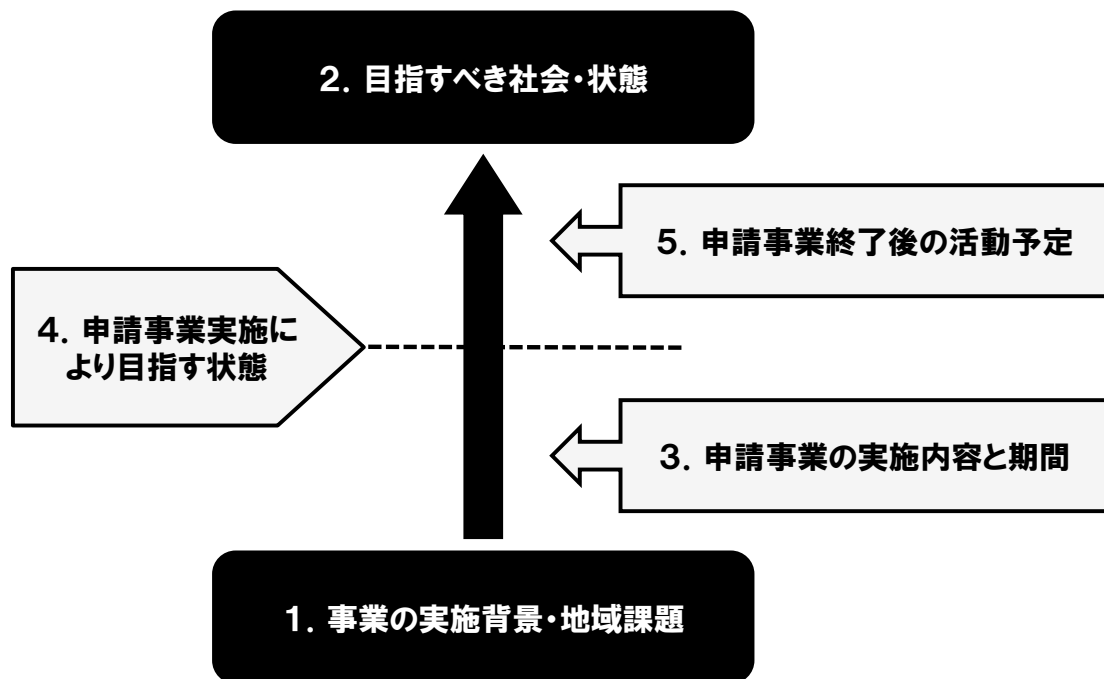 2. 目指すべき社会・状態
5. 申請事業終了後の活動予定
4. 申請事業実施に
より目指す状態
3. 申請事業の実施内容と期間
1. 事業の実施背景・地域課題